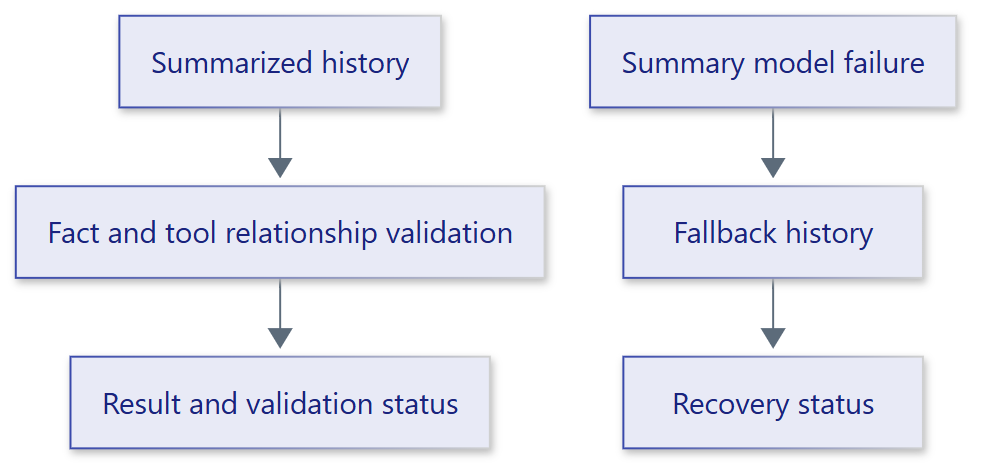 Summarized history
Summary model failure
Fact and tool relationship validation
Fallback history
Result and validation status
Recovery status